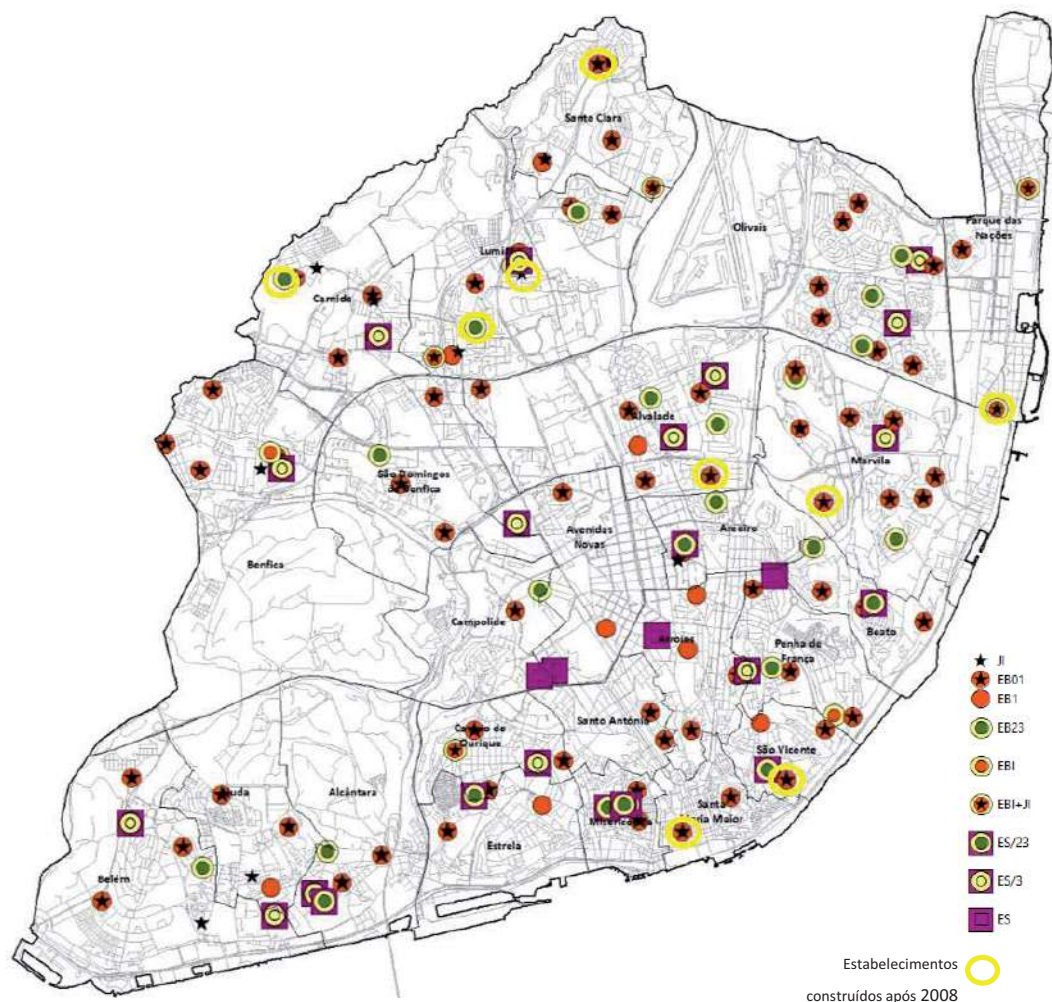 Santa Clara
Olivais
Parque das
Nações
Lumiar
Carnide
Alvalade
Marvila
São Domingos
de Benfica
Areeiro
Avenidas
Novas
Benfica
Campolide
Arroios
Beato
Penha de
França
Santo António
Campo de
Ourique
São Vicente
Ajuda
Alcântara
Santa
Maria Maior
Misericórdia
Estrela
Belém
JI
EB01
EB1
EB23
EBI
EBI+JI
ES/23
ES/3
ES
Estabelecimentos
construídos após 2008